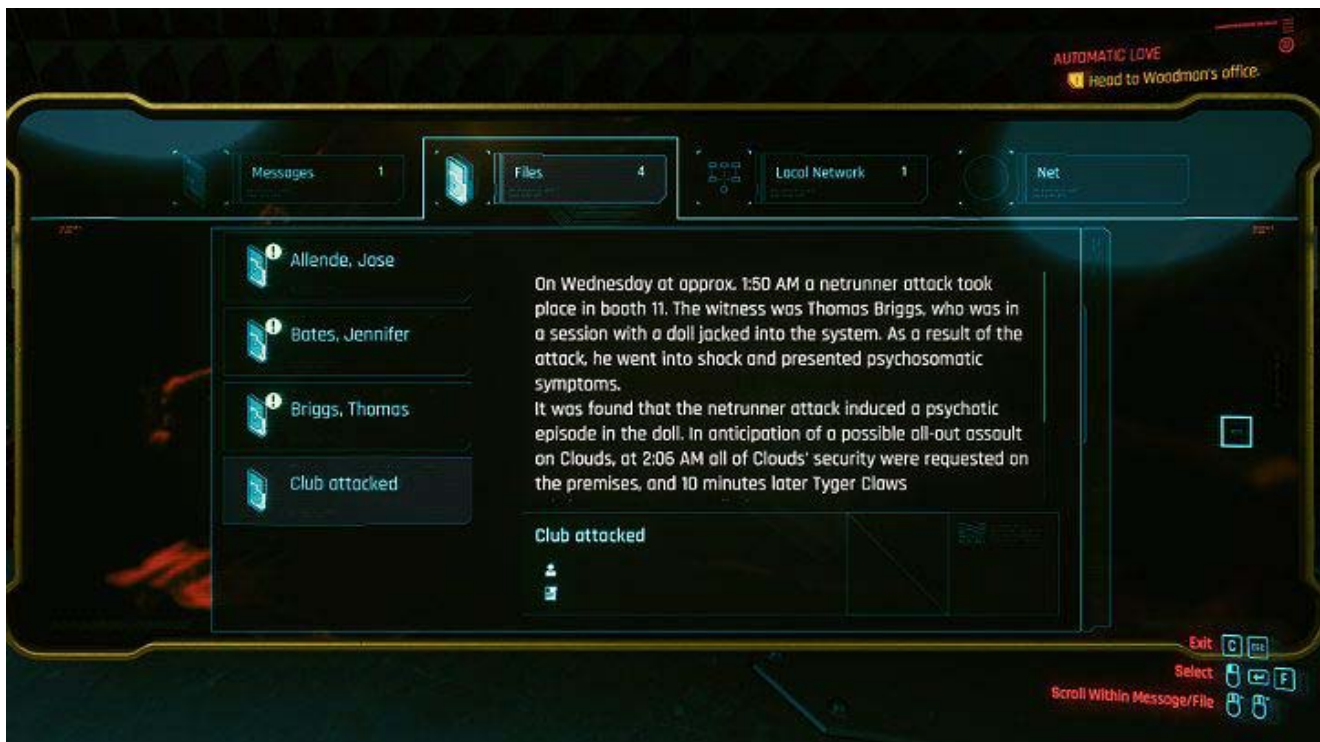 AUTOMATIC LOVE
Head to Woodman's office.
Messages 1
Files 4
Local Network 1
Net
Allende, Jose
Bates, Jennifer
Briggs, Thomas
Club attacked
On Wednesday at approx. 1:50 AM a netrunner attack took
place in booth 11. The witness was Thomas Briggs, who was in
a session with a doll jacked into the system. As a result of the
attack, he went into shock and presented psychosomatic
symptoms.
It was found that the netrunner attack induced a psychotic
episode in the doll. In anticipation of a possible all-out assault
on Clouds, at 2:06 AM all of Clouds' security were requested on
the premises, and 10 minutes later Tyger Claws
Club attacked
Exit C
Select F
Scroll Within Message/File